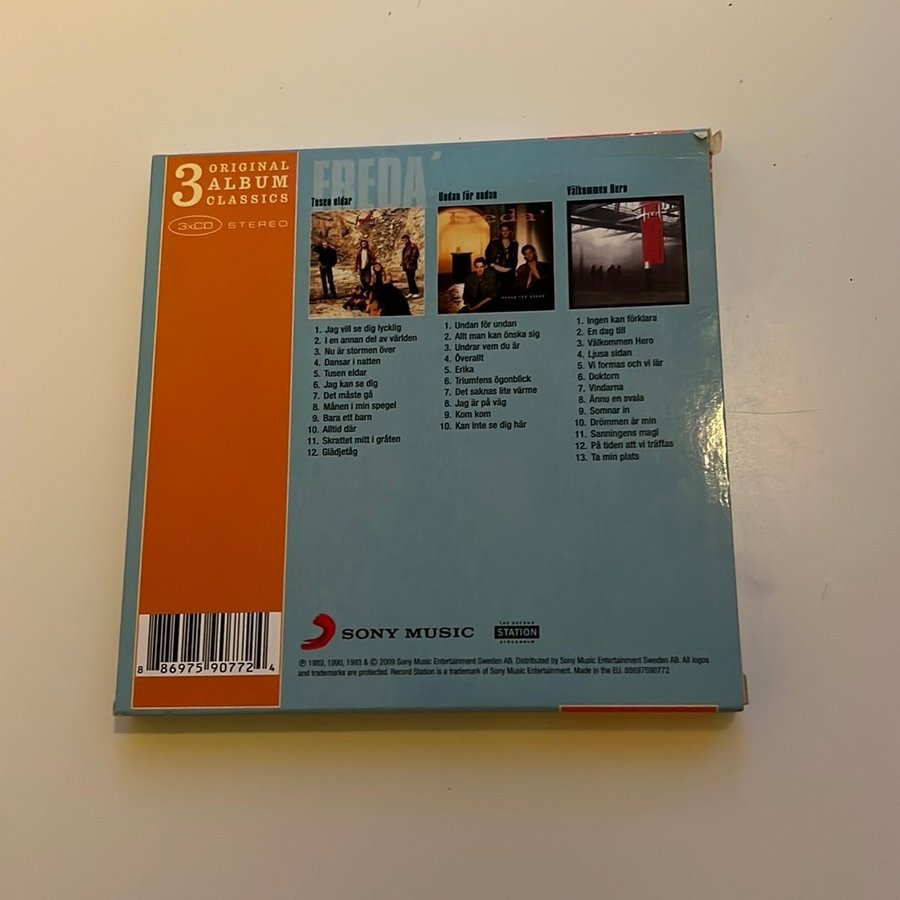 3 ORIGINAL
ALBUM
CLASSICS
3xCD STEREO
FREDA´
Tusen eldar
1. Jag vill se dig lycklig
2. I en annan del av världen
3. Nu är stormen över
4. Dansar i natten
5. Tusen eldar
6. Jag kan se dig
7. Det måste gå
8. Månen i min spegel
9. Bara ett barn
10. Alltid där
11. Skrattet mitt i gråten
12. Glädjetåg
Undan för undan
Freda'
UNDAN FÖR UNDAN
1. Undan för undan
2. Allt man kan önska sig
3. Undrar vem du är
4. Överallt
5. Erika
6. Triumfens ögonblick
7. Det saknas lite värme
8. Jag är på väg
9. Kom kom
10. Kan inte se dig här
Välkommen Hero
1. Ingen kan förklara
2. En dag till
3. Välkommen Hero
4. Ljusa sidan
5. Vi formas och vi lär
6. Doktorn
7. Vindarna
8. Ännu en svala
9. Somnar in
10. Drömmen är min
11. Sanningens magi
12. På tiden att vi träffas
13. Ta min plats
8 86975 90772 4
SONY MUSIC
THE RECORD
STATION
STOCKHOLM
℗ 1989, 1990, 1993 & © 2009 Sony Music Entertainment Sweden AB. Distributed by Sony Music Entertainment Sweden AB. All logos
and trademarks are protected. Record Station is a trademark of Sony Music Entertainment. Made in the EU. 88697590772